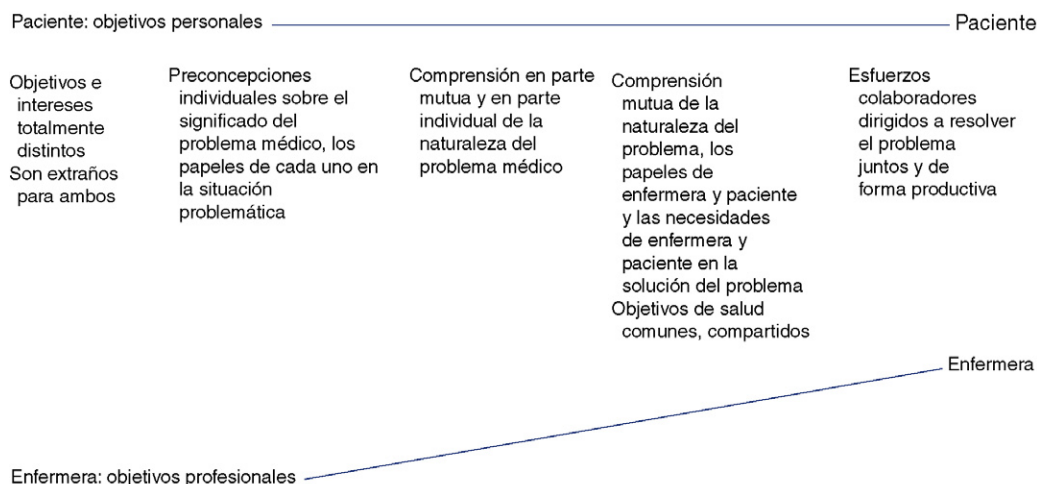 Paciente: objetivos personales
Paciente
Objetivos e
intereses
totalmente
distintos
Son extraños
para ambos
Preconcepciones
individuales sobre el
significado del
problema médico, los
papeles de cada uno en
la situación
problemática
Comprensión en parte
mutua y en parte
individual de la
naturaleza del
problema médico
Comprensión
mutua de la
naturaleza del
problema, los
papeles de
enfermera y paciente
y las necesidades
de enfermera y
paciente en la
solución del problema
Objetivos de salud
comunes, compartidos
Esfuerzos
colaboradores
dirigidos a resolver
el problema
juntos y de
forma productiva
Enfermera
Enfermera: objetivos profesionales